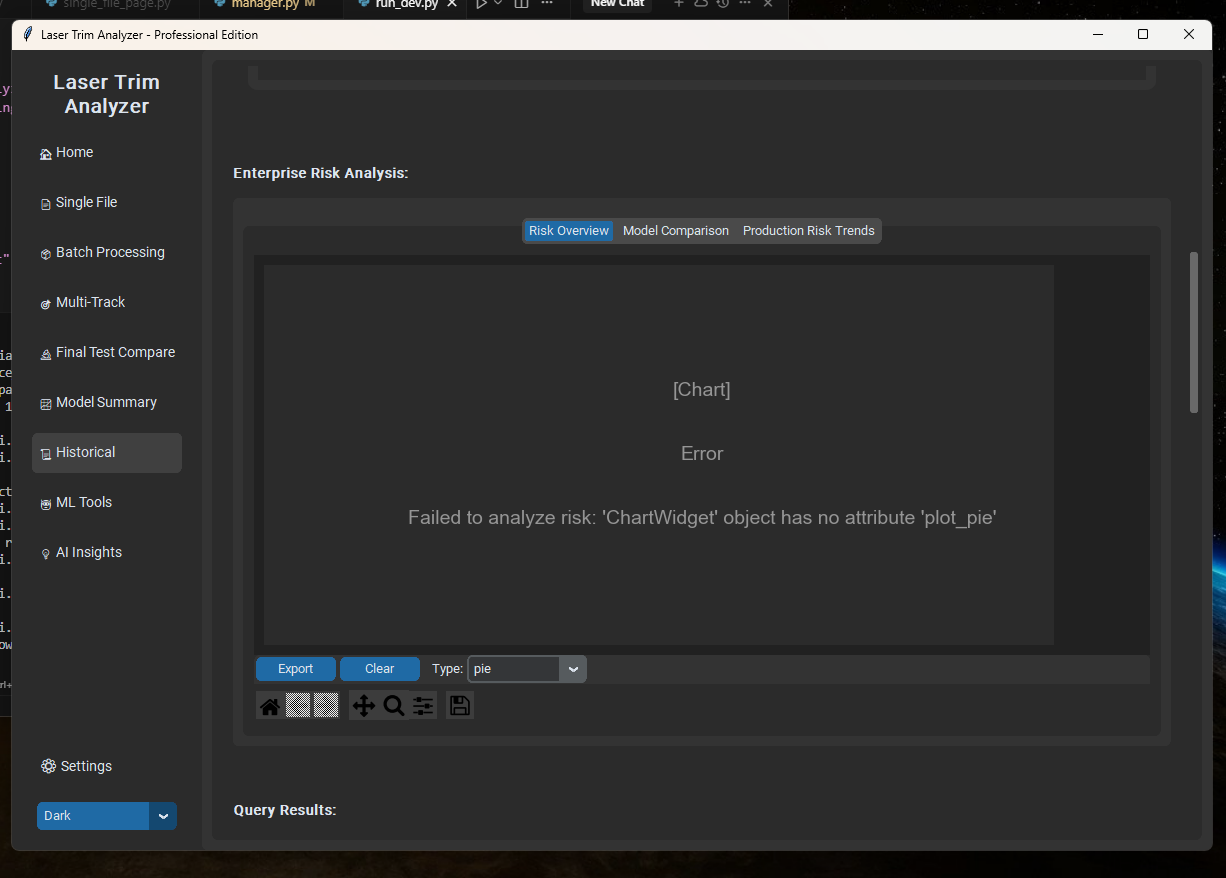 single_file_page.py
manager.py M
run_dev.py
New Chat
Laser Trim Analyzer - Professional Edition
Laser Trim
Analyzer
Home
Single File
Batch Processing
Multi-Track
Final Test Compare
Model Summary
Historical
ML Tools
AI Insights
Settings
Dark
Enterprise Risk Analysis:
Risk Overview
Model Comparison
Production Risk Trends
[Chart]
Error
Failed to analyze risk: 'ChartWidget' object has no attribute 'plot_pie'
Export
Clear
Type:
pie
Query Results: